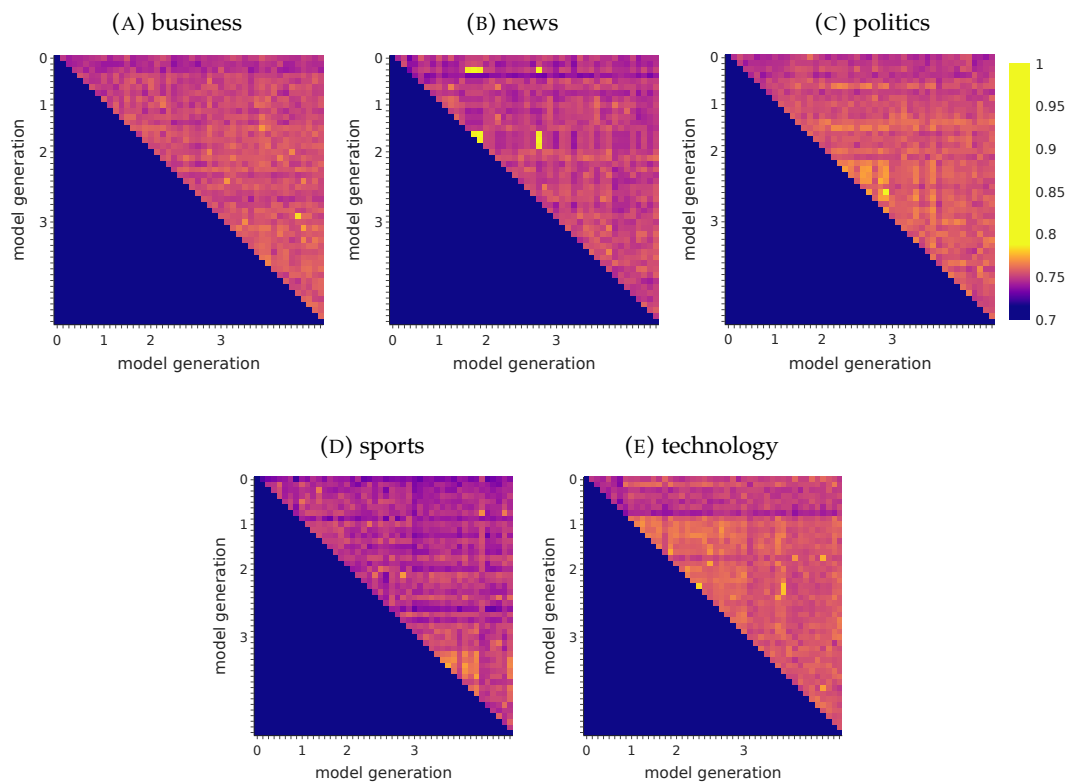 (A) business
(B) news
(C) politics
0
1
2
3
model generation
0 1 2 3
model generation
0
1
2
3
model generation
0 1 2 3
model generation
0
1
2
3
model generation
0 1 2 3
model generation
1
0.95
0.9
0.85
0.8
0.75
0.7
(D) sports
(E) technology
0
1
2
3
model generation
0 1 2 3
model generation
0
1
2
3
model generation
0 1 2 3
model generation